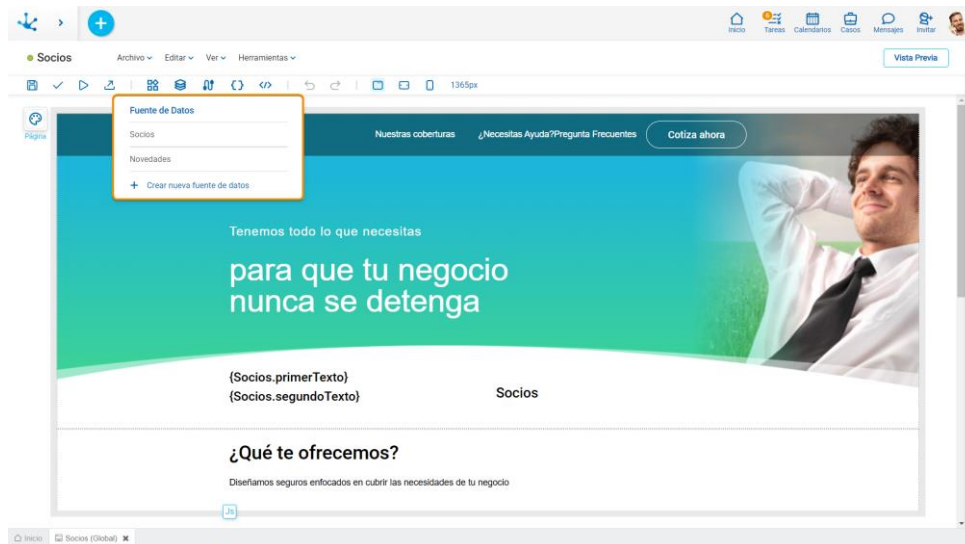 Inicio
6
Tareas
Calendarios
Casos
Mensajes
Invitar
Socios
Archivo
Editar
Ver
Herramientas
Vista Previa
1365px
Página
Fuente de Datos
Socios
Novedades
+ Crear nueva fuente de datos
Nuestras coberturas
¿Necesitas Ayuda?Pregunta Frecuentes
Cotiza ahora
Tenemos todo lo que necesitas
para que tu negocio
nunca se detenga
{Socios.primerTexto}
{Socios.segundoTexto}
Socios
¿Qué te ofrecemos?
Diseñamos seguros enfocados en cubrir las necesidades de tu negocio
Js
Inicio
Socios (Global)